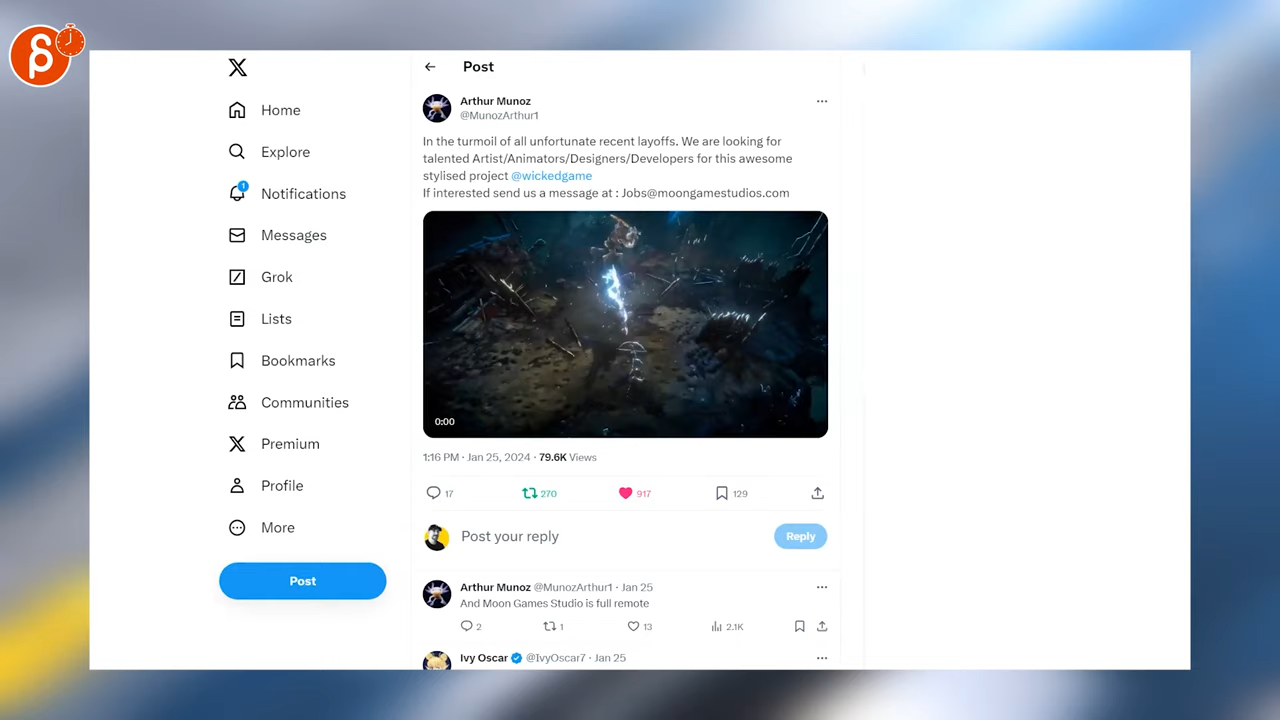 Post
Home
Explore
1
Notifications
Messages
Grok
Lists
Bookmarks
Communities
Premium
Profile
More
Post
Arthur Munoz
@MunozArthur1
In the turmoil of all unfortunate recent layoffs. We are looking for
talented Artist/Animators/Designers/Developers for this awesome
stylised project @wickedgame
If interested send us a message at : Jobs@moongamestudios.com
0:00
1:16 PM · Jan 25, 2024 · 79.6K Views
17 270 917 129
Post your reply
Reply
Arthur Munoz @MunozArthur1 · Jan 25
And Moon Games Studio is full remote
2 1 13 2.1K
Ivy Oscar @IvyOscar7 · Jan 25